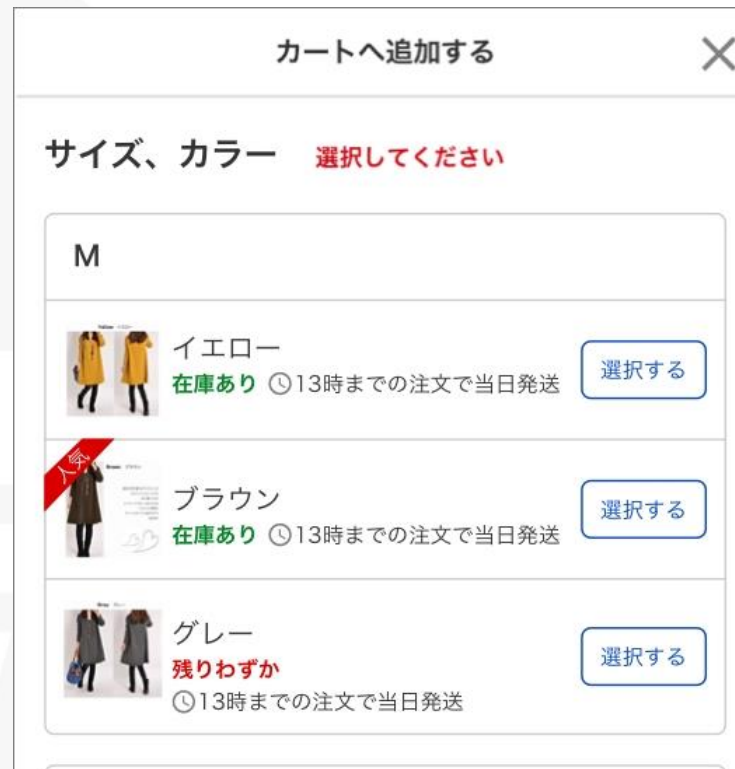 カートへ追加する
サイズ、カラー 選択してください
M
イエロー
在庫あり 13時までの注文で当日発送
選択する
人気
ブラウン
在庫あり 13時までの注文で当日発送
選択する
グレー
残りわずか
13時までの注文で当日発送
選択する